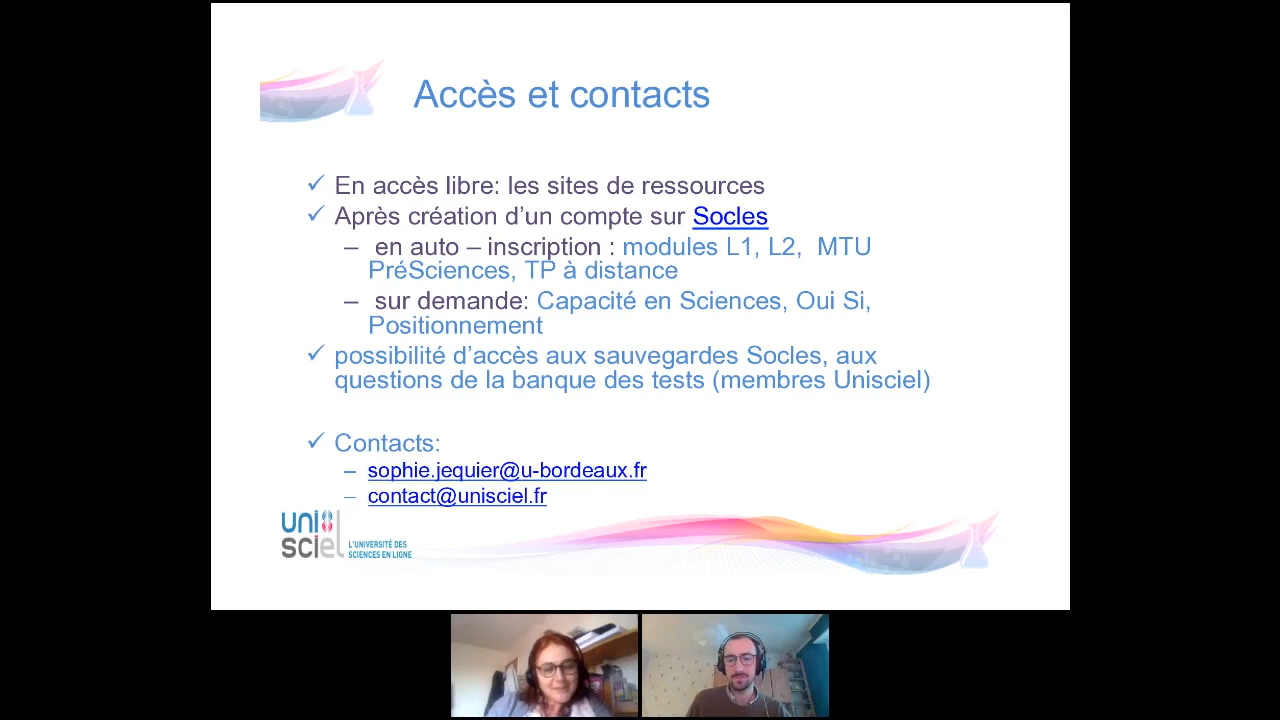 Accès et contacts
En accès libre: les sites de ressources
Après création d’un compte sur Socles
– en auto – inscription : modules L1, L2, MTU
PréSciences, TP à distance
– sur demande: Capacité en Sciences, Oui Si,
Positionnement
possibilité d’accès aux sauvegardes Socles, aux
questions de la banque des tests (membres Unisciel)
Contacts:
– sophie.jequier@u-bordeaux.fr
– contact@unisciel.fr
uni
sciel
L'UNIVERSITÉ DES
SCIENCES EN LIGNE